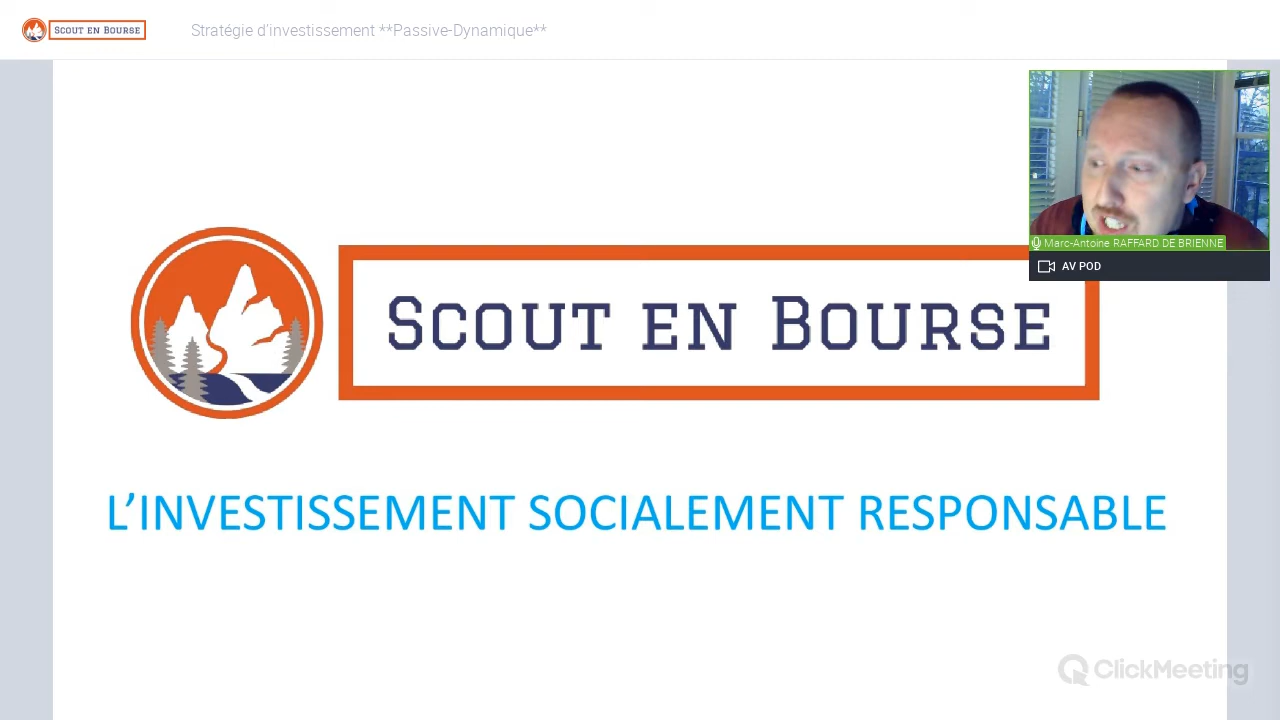 SCOUT EN BOURSE
Stratégie d'investissement **Passive-Dynamique**
Marc-Antoine RAFFARD DE BRIENNE
AV POD
SCOUT EN BOURSE
L'INVESTISSEMENT SOCIALEMENT RESPONSABLE
ClickMeeting